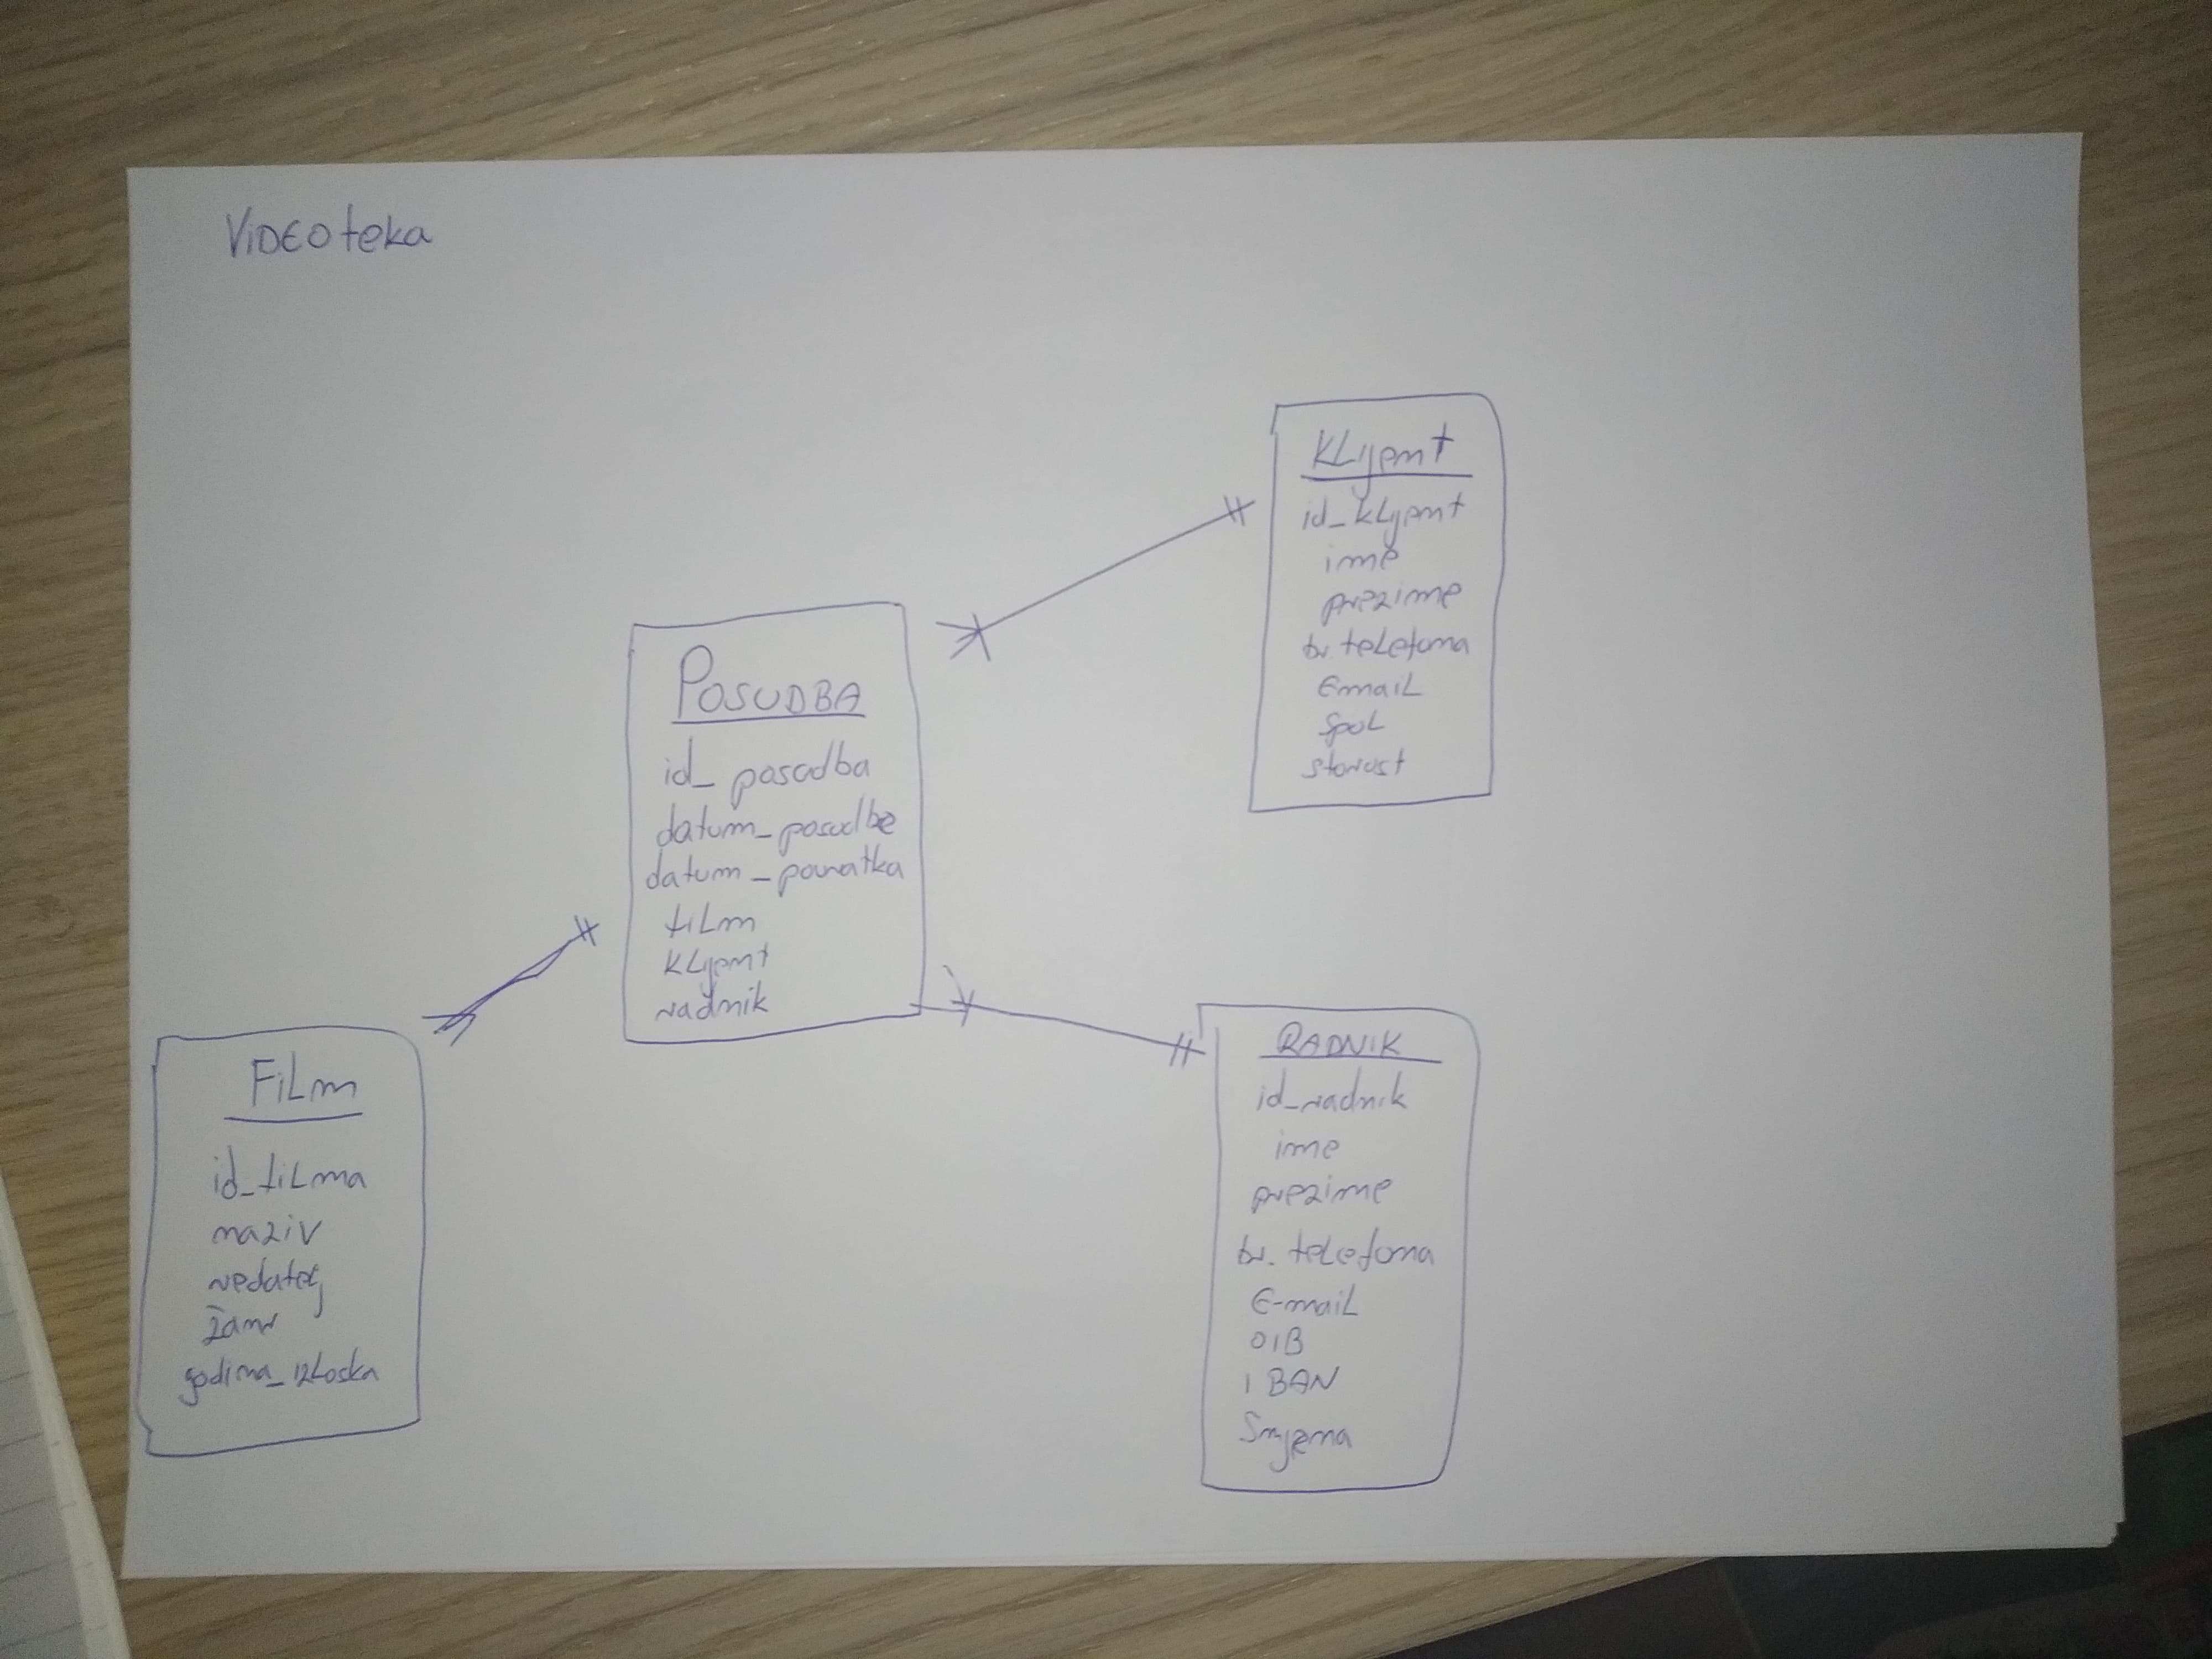 Videoteka
Klijent
id_klijent
ime
prezime
br. telefona
Email
spol
starost
Posudba
id_posudba
datum_posudbe
datum_povratka
film
klijent
radnik
Film
id_filma
naziv
redatelj
žanr
godina_izlaska
RADNIK
id_radnik
ime
prezime
br. telefona
E-mail
OIB
IBAN
Smjena